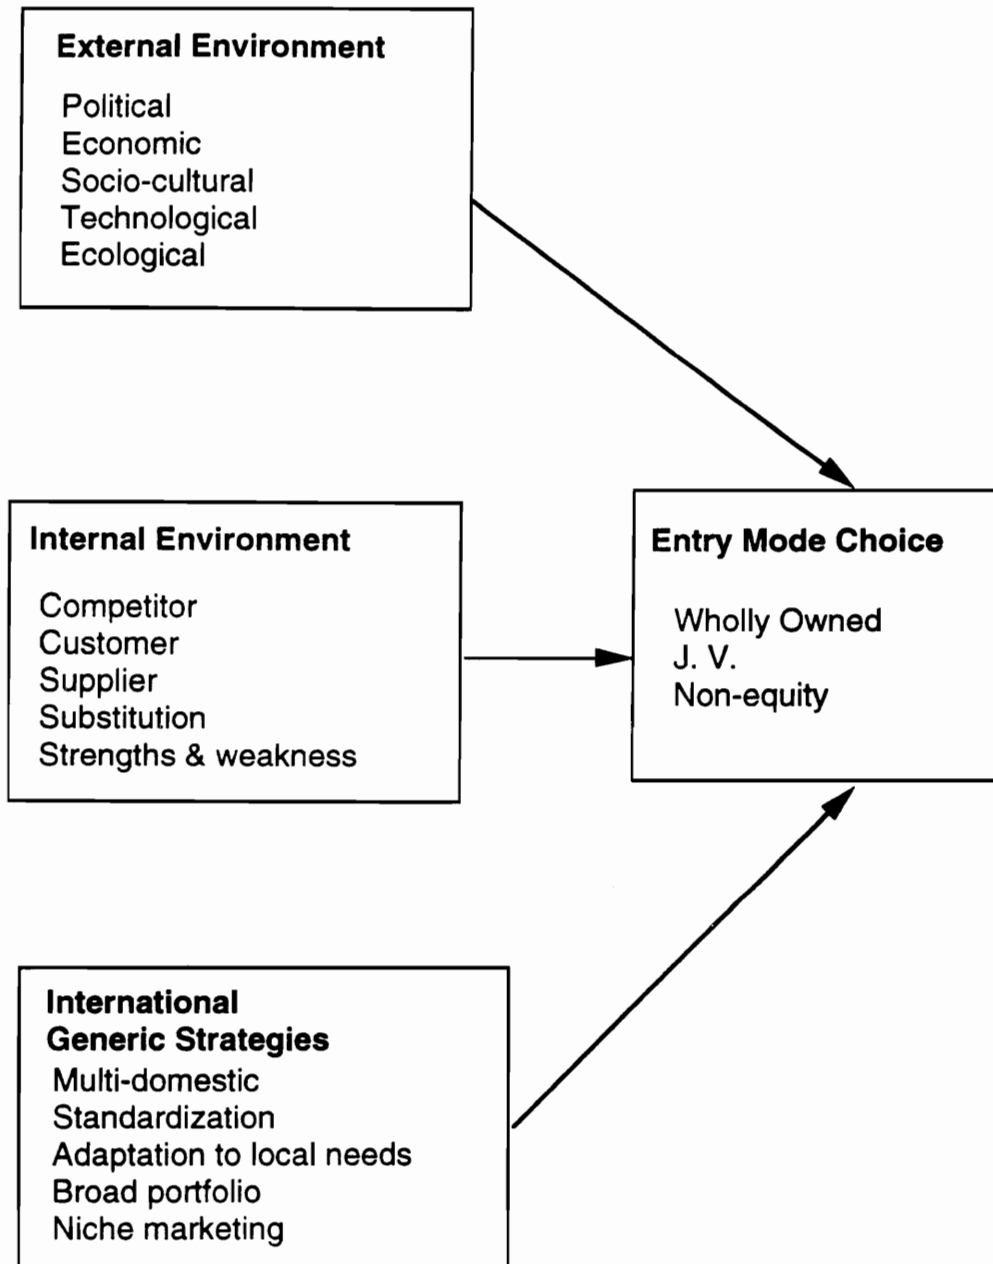 External Environment
Political
Economic
Socio-cultural
Technological
Ecological
Internal Environment
Competitor
Customer
Supplier
Substitution
Strengths & weakness
Entry Mode Choice
Wholly Owned
J. V.
Non-equity
International
Generic Strategies
Multi-domestic
Standardization
Adaptation to local needs
Broad portfolio
Niche marketing